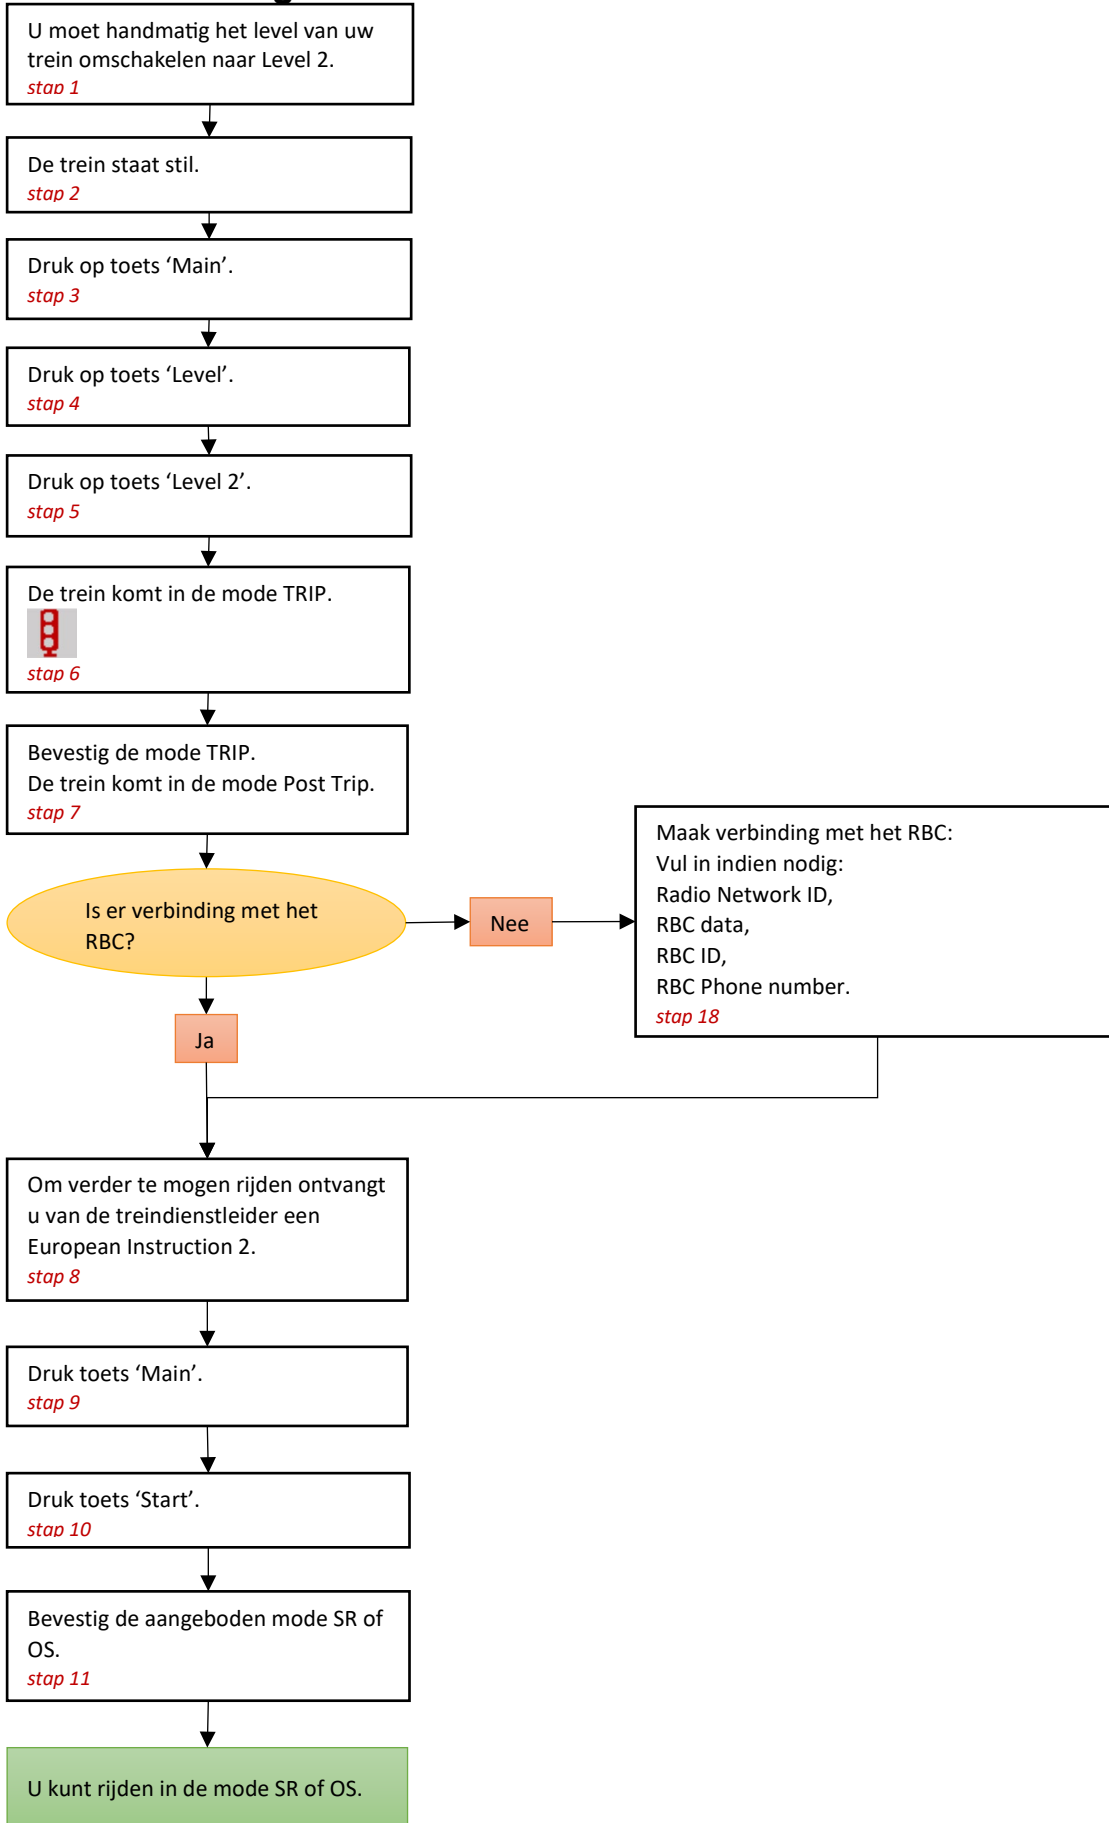 U moet handmatig het level van uw
trein omschakelen naar Level 2.
stap 1
De trein staat stil.
stap 2
Druk op toets ‘Main’.
stap 3
Druk op toets ‘Level’.
stap 4
Druk op toets ‘Level 2’.
stap 5
De trein komt in de mode TRIP.
stap 6
Bevestig de mode TRIP.
De trein komt in de mode Post Trip.
stap 7
Is er verbinding met het
RBC?
Nee
Maak verbinding met het RBC:
Vul in indien nodig:
Radio Network ID,
RBC data,
RBC ID,
RBC Phone number.
stap 18
Ja
Om verder te mogen rijden ontvangt
u van de treindienstleider een
European Instruction 2.
stap 8
Druk toets ‘Main’.
stap 9
Druk toets ‘Start’.
stap 10
Bevestig de aangeboden mode SR of
OS.
stap 11
U kunt rijden in de mode SR of OS.